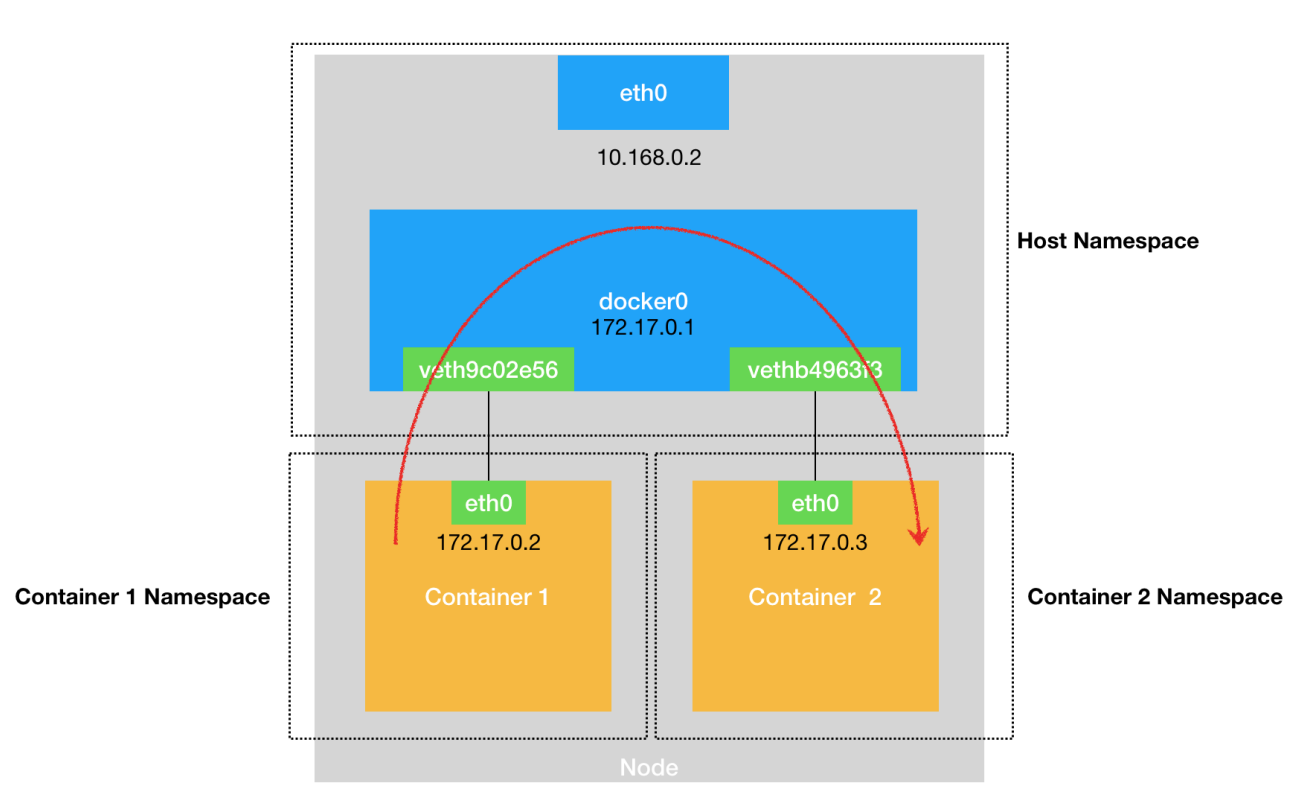 eth0
10.168.0.2
Host Namespace
docker0
172.17.0.1
veth9c02e56
vethb4963f3
eth0
eth0
172.17.0.2
172.17.0.3
Container 1 Namespace
Container 1
Container 2
Container 2 Namespace
Node